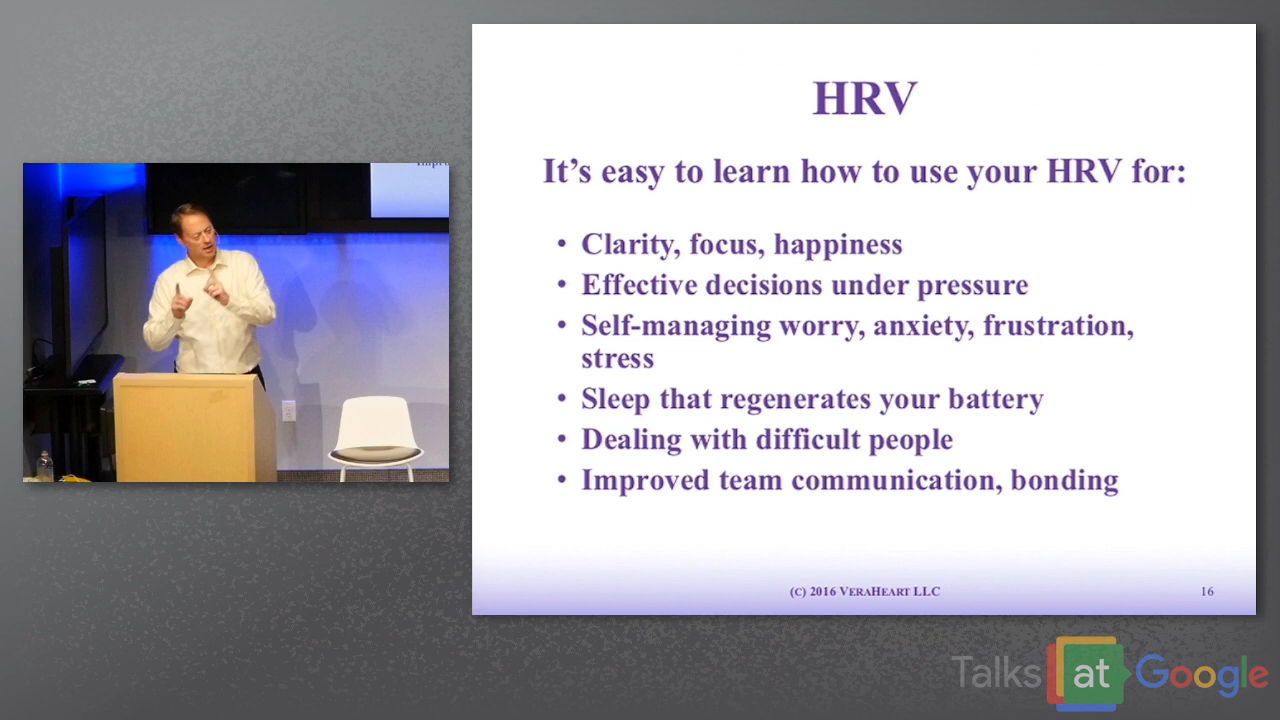 HRV
It’s easy to learn how to use your HRV for:
• Clarity, focus, happiness
• Effective decisions under pressure
• Self-managing worry, anxiety, frustration,
stress
• Sleep that regenerates your battery
• Dealing with difficult people
• Improved team communication, bonding
(C) 2016 VERAHEART LLC
16
Talks at Google